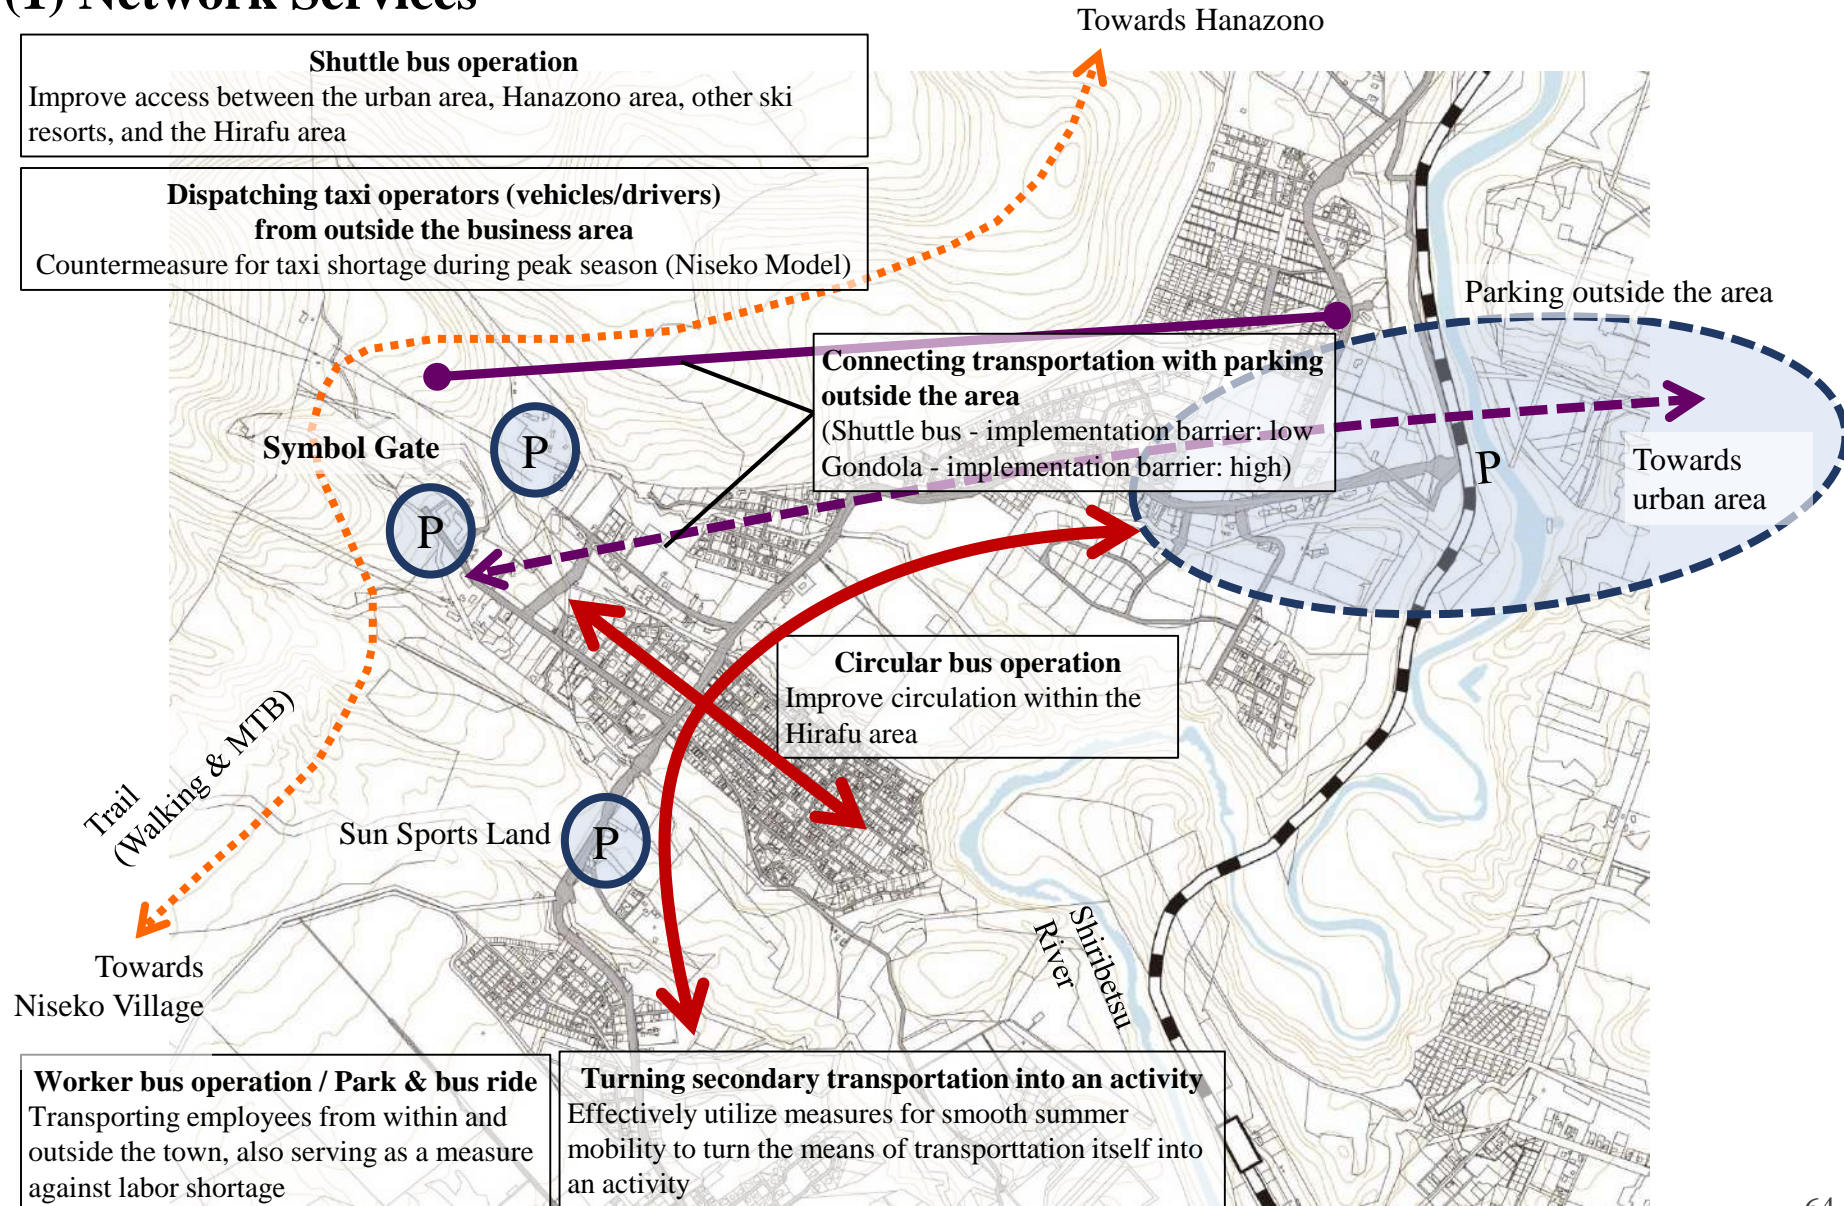 (1) Network Services
Towards Hanazono
Shuttle bus operation
Improve access between the urban area, Hanazono area, other ski
resorts, and the Hirafu area
Dispatching taxi operators (vehicles/drivers)
from outside the business area
Countermeasure for taxi shortage during peak season (Niseko Model)
Parking outside the area
Connecting transportation with parking
outside the area
(Shuttle bus - implementation barrier: low
Gondola - implementation barrier: high)
Symbol Gate
P
P
P
Towards
urban area
Circular bus operation
Improve circulation within the
Hirafu area
Trail
(Walking & MTB)
Sun Sports Land
P
Shiribetsu
River
Towards
Niseko Village
Worker bus operation / Park & bus ride
Transporting employees from within and
outside the town, also serving as a measure
against labor shortage
Turning secondary transportation into an activity
Effectively utilize measures for smooth summer
mobility to turn the means of transporttation itself into
an activity
64